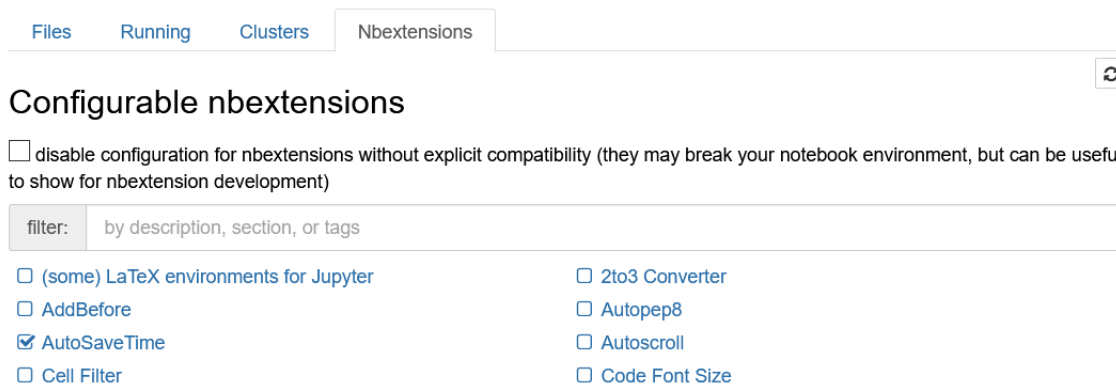 Files Running Clusters Nbextensions
Configurable nbextensions
disable configuration for nbextensions without explicit compatibility (they may break your notebook environment, but can be usefu
to show for nbextension development)
filter: by description, section, or tags
(some) LaTeX environments for Jupyter 2to3 Converter
AddBefore Autopep8
AutoSaveTime Autoscroll
Cell Filter Code Font Size